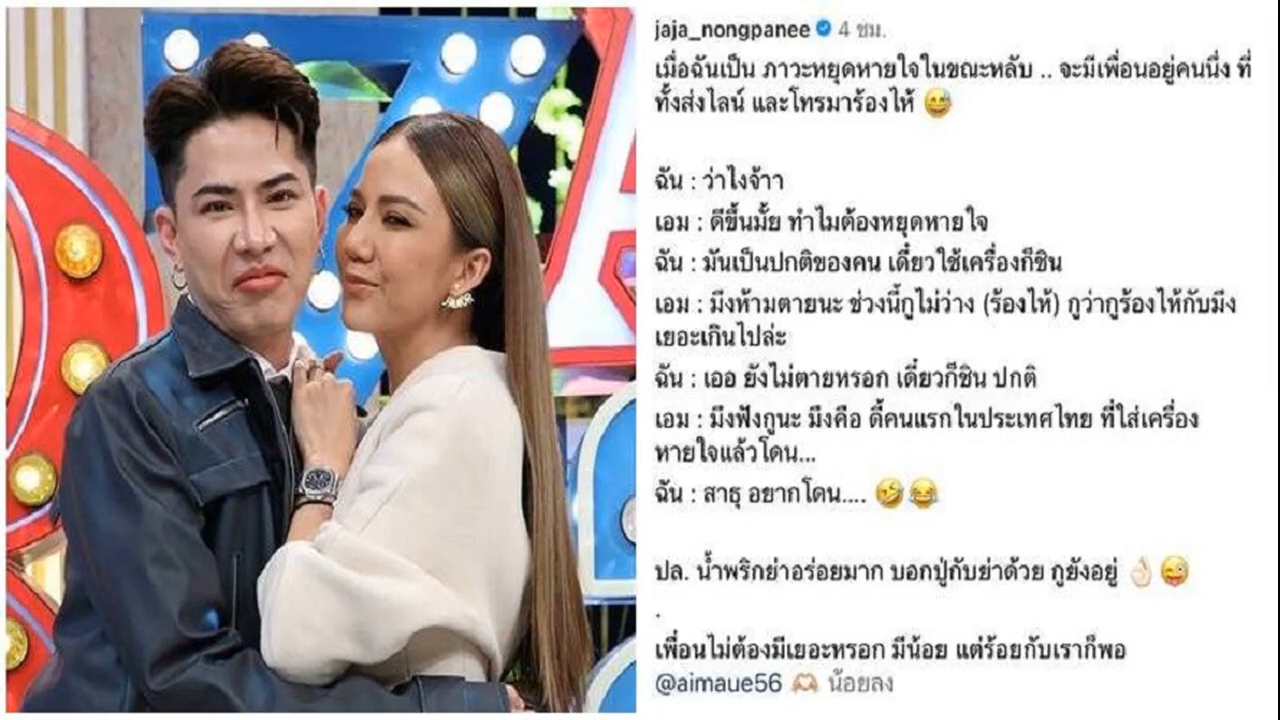 jaja_nongpanee 4 ชม.
เมื่อฉันเป็น ภาวะหยุดหายใจในขณะหลับ .. จะมีเพื่อนอยู่คนนึ่ง ที่
ทั้งส่งไลน์ และโทรมาร้องไห้ 😅
ฉัน : ว่าไงจ้าา
เอม : ดีขึ้นมั้ย ทำไมต้องหยุดหายใจ
ฉัน : มันเป็นปกติของคน เดี๋ยวใช้เครื่องก็ชิน
เอม : มึงห้ามตายนะ ช่วงนี้กูไม่ว่าง (ร้องไห้) กูว่ากูร้องไห้กับมึง
เยอะเกินไปล่ะ
ฉัน : เออ ยังไม่ตายหรอก เดี๋ยวก็ชิน ปกติ
เอม : มึงฟังกูนะ มึงคือ ดี้คนแรกในประเทศไทย ที่ใส่เครื่อง
หายใจแล้วโดน...
ฉัน : สาธุ อยากโดน.... 🤣😂
ปล. น้ำพริกย่าอร่อยมาก บอกปู่กับย่าด้วย กูยังอยู่ 👌🏻😜
.
เพื่อนไม่ต้องมีเยอะหรอก มีน้อย แต่ร้อยกับเราก็พอ
@aimaue56 🫶🏻 น้อยลง